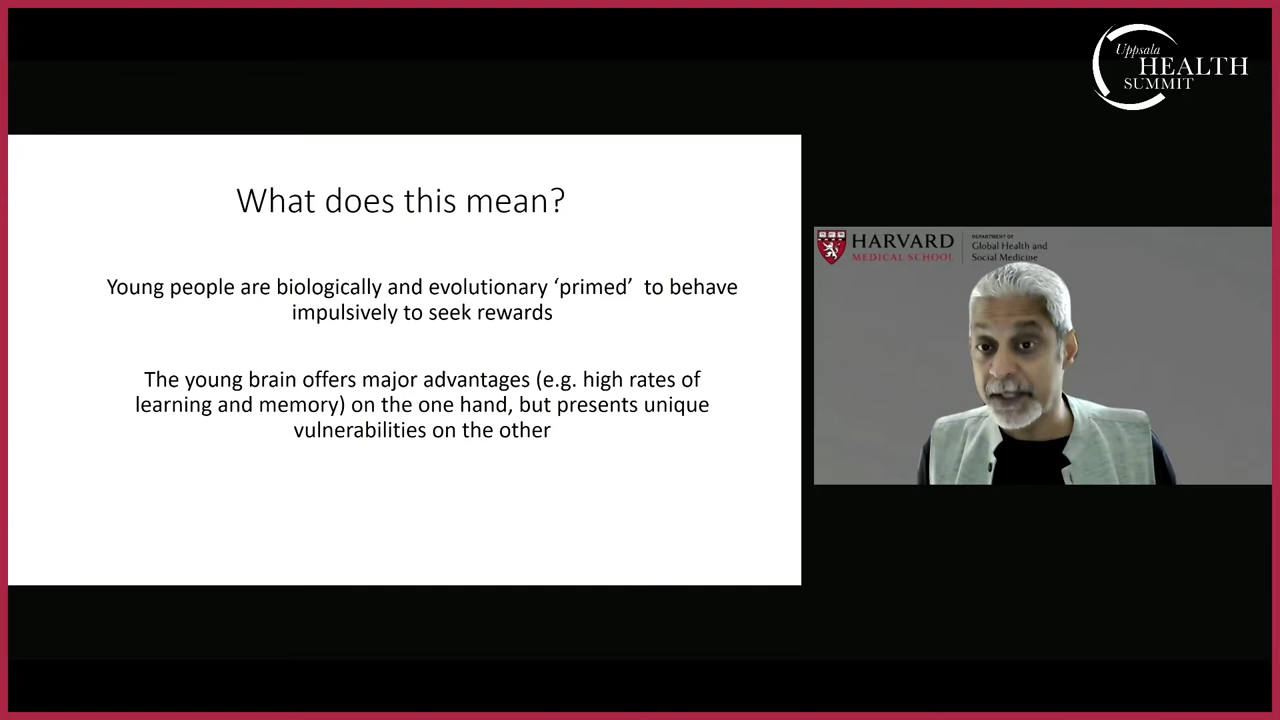 Uppsala
HEALTH
SUMMIT
What does this mean?
Young people are biologically and evolutionary ‘primed’ to behave
impulsively to seek rewards
The young brain offers major advantages (e.g. high rates of
learning and memory) on the one hand, but presents unique
vulnerabilities on the other
HARVARD
MEDICAL SCHOOL
DEPARTMENT OF
Global Health and
Social Medicine